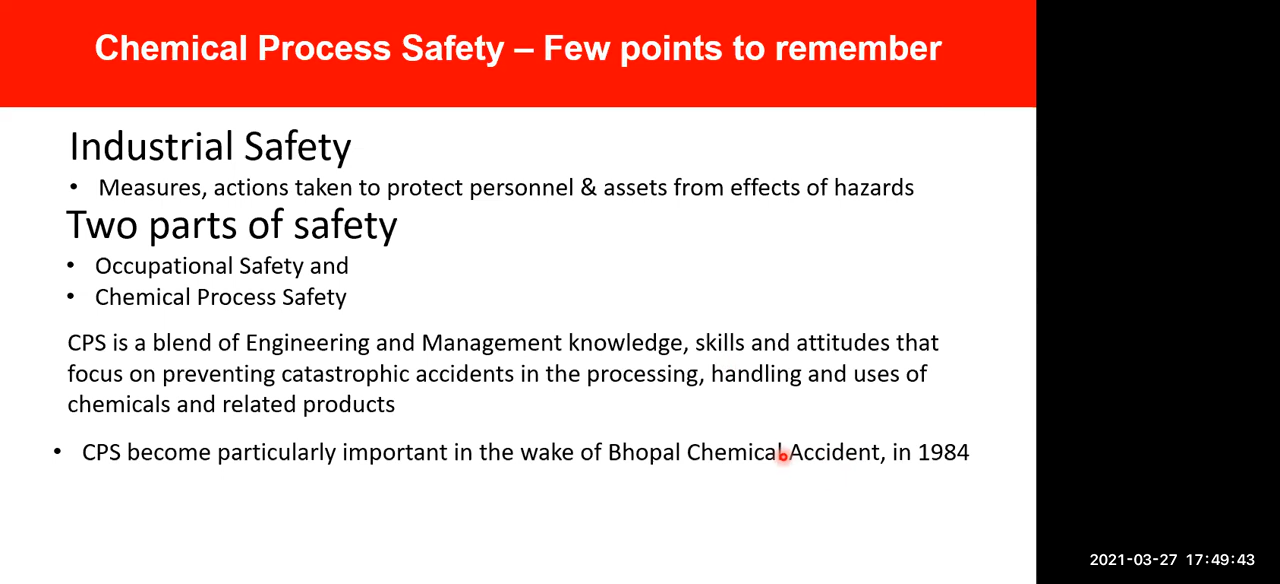 Chemical Process Safety – Few points to remember
Industrial Safety
• Measures, actions taken to protect personnel & assets from effects of hazards
Two parts of safety
• Occupational Safety and
• Chemical Process Safety
CPS is a blend of Engineering and Management knowledge, skills and attitudes that
focus on preventing catastrophic accidents in the processing, handling and uses of
chemicals and related products
• CPS become particularly important in the wake of Bhopal Chemical Accident, in 1984
2021-03-27 17:49:43